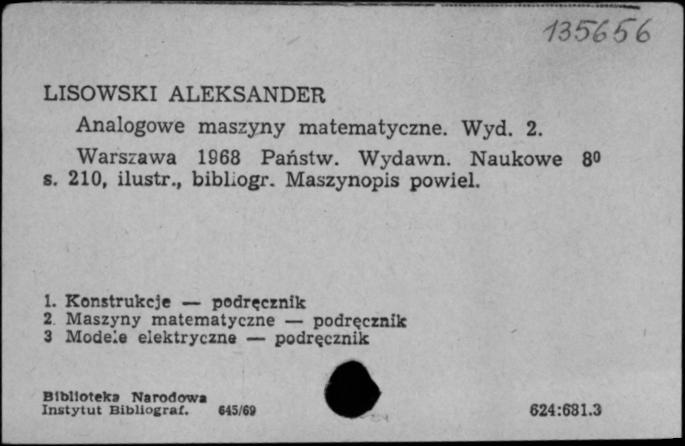 135656
LISOWSKI ALEKSANDER
Analogowe maszyny matematyczne. Wyd. 2.
Warszawa 1968 Państw. Wydawn. Naukowe 8⁰
s. 210, ilustr., bibliogr. Maszynopis powiel.
1. Konstrukcje — podręcznik
2. Maszyny matematyczne — podręcznik
3 Modele elektryczne — podręcznik
Biblioteka Narodowa
Instytut Bibliograf. 645/69
624:681.3